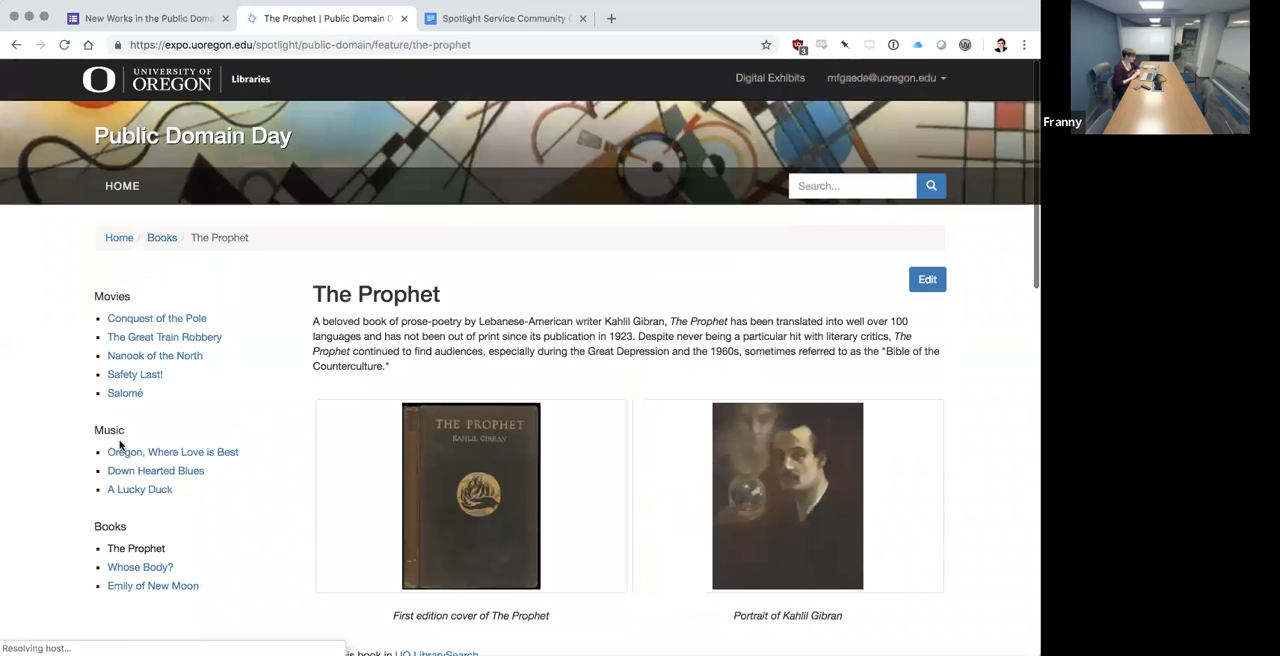 New Works in the Public Doma
The Prophet | Public Domain D
Spotlight Service Community
https://expo.uoregon.edu/spotlight/public-domain/feature/the-prophet
3
UNIVERSITY OF
OREGON
Libraries
Digital Exhibits
mfgaede@uoregon.edu
Franny
Public Domain Day
HOME
Search...
Home / Books / The Prophet
Edit
Movies
Conquest of the Pole
The Great Train Robbery
Nanook of the North
Safety Last!
Salomé
Music
Oregon, Where Love is Best
Down Hearted Blues
A Lucky Duck
Books
The Prophet
Whose Body?
Emily of New Moon
The Prophet
A beloved book of prose-poetry by Lebanese-American writer Kahlil Gibran, The Prophet has been translated into well over 100
languages and has not been out of print since its publication in 1923. Despite never being a particular hit with literary critics, The
Prophet continued to find audiences, especially during the Great Depression and the 1960s, sometimes referred to as the "Bible of the
Counterculture."
THE PROPHET
KAHLIL GIBRAN
First edition cover of The Prophet
Portrait of Kahlil Gibran
is book in UO LibrarySearch
Resolving host...